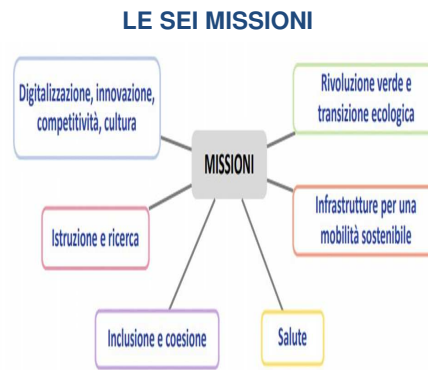 LE SEI MISSIONI
Digitalizzazione, innovazione,
competitività, cultura
Rivoluzione verde e
transizione ecologica
MISSIONI
Istruzione e ricerca
Infrastrutture per una
mobilità sostenibile
Inclusione e coesione
Salute